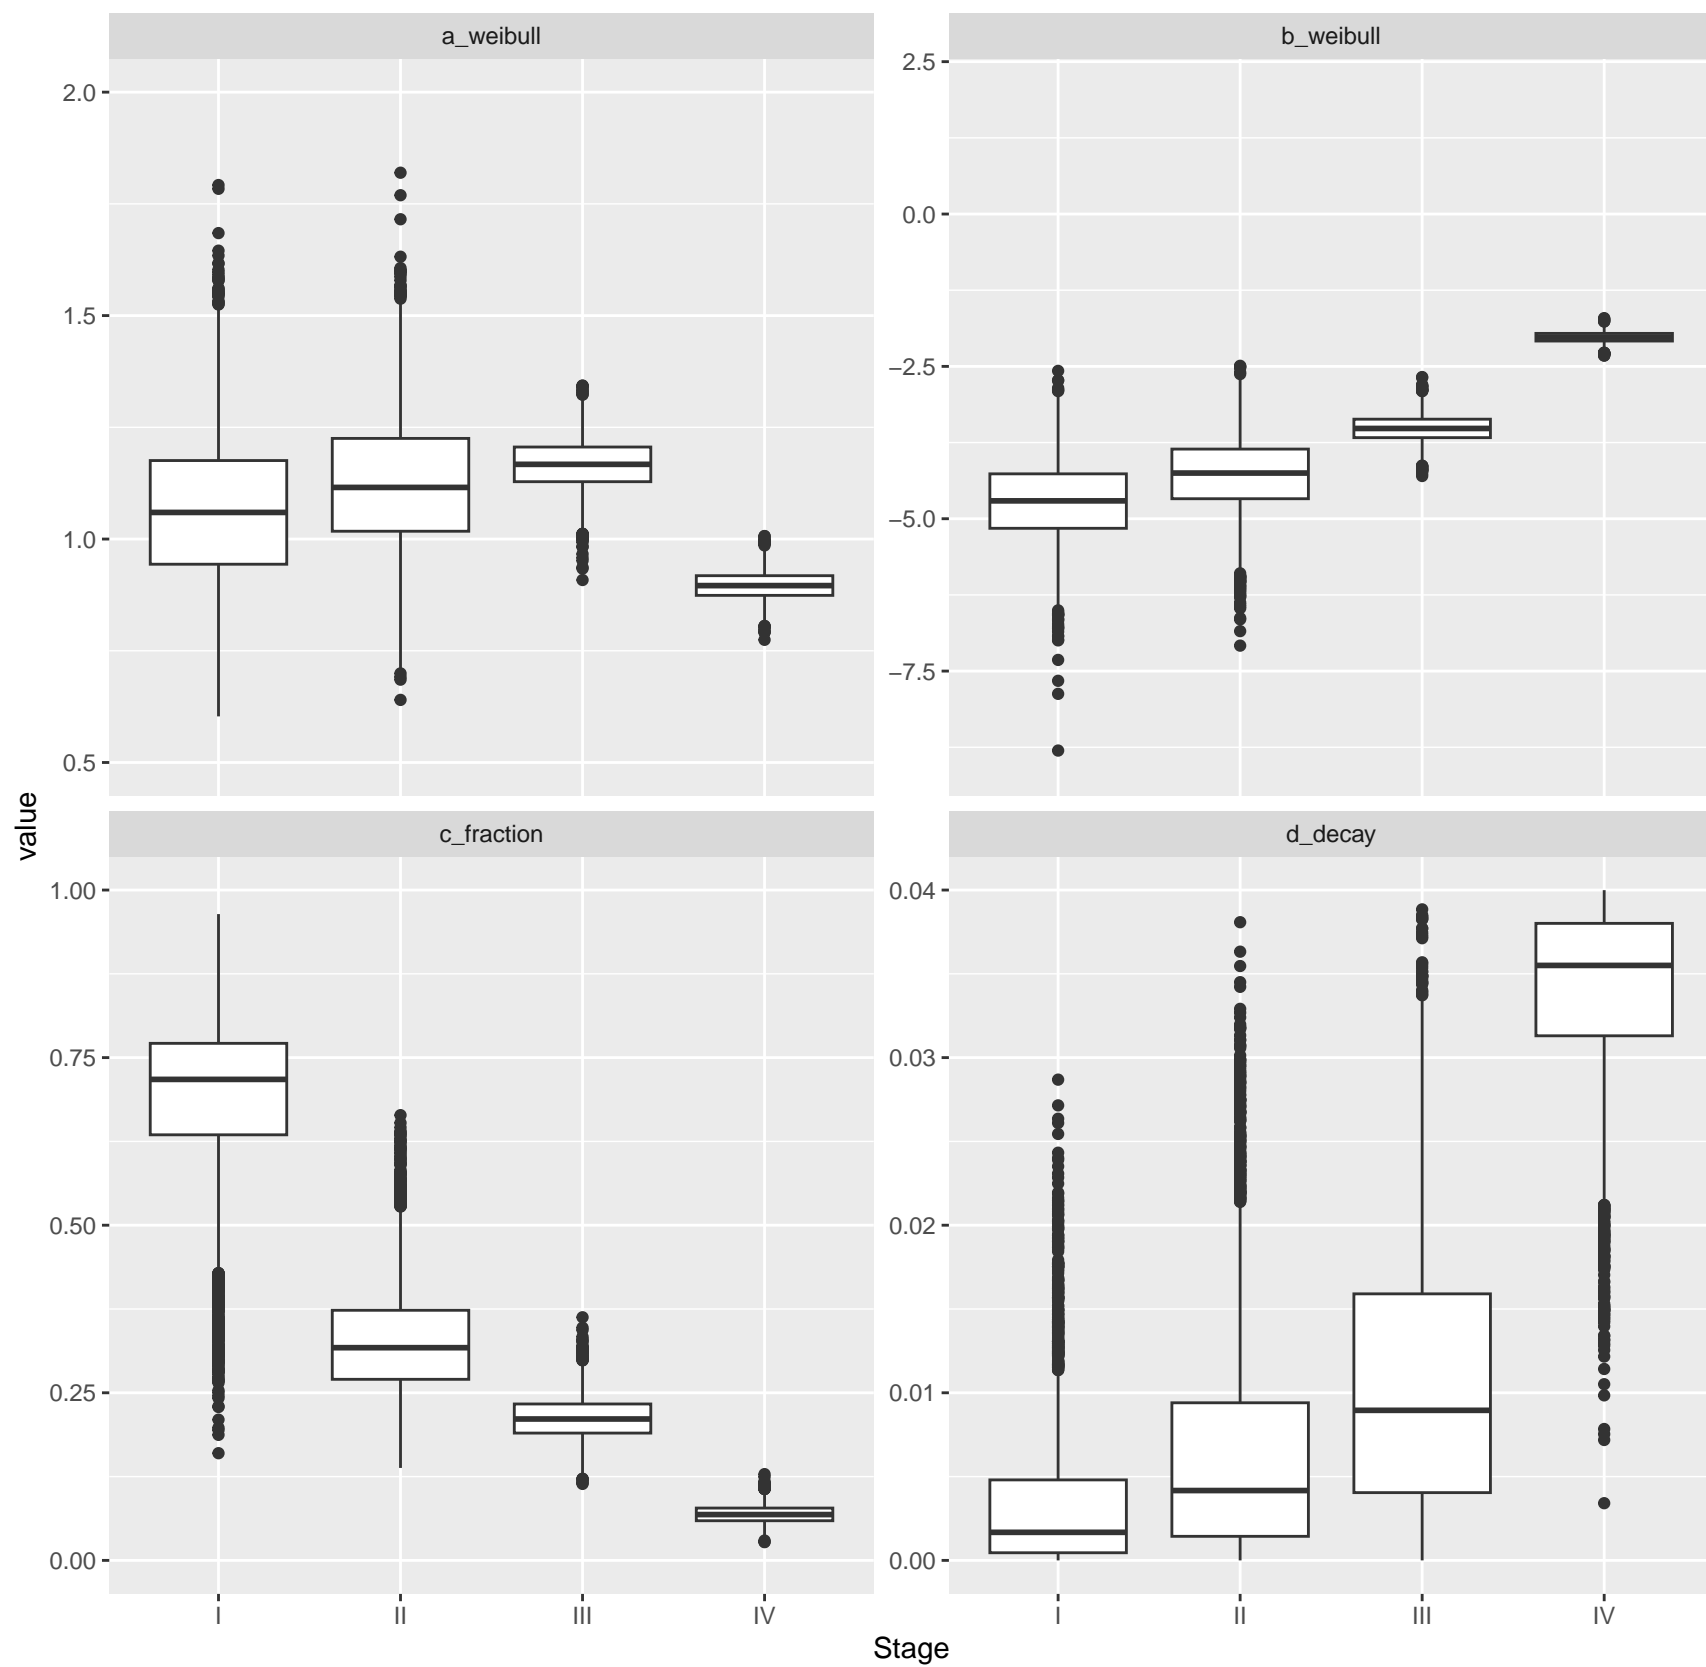 a_weibull
b_weibull
2.0
1.5
1.0
0.5
2.5
0.0
−2.5
−5.0
−7.5
value
c_fraction
d_decay
1.00
0.75
0.50
0.25
0.00
0.04
0.03
0.02
0.01
0.00
I II III IV
I II III IV
Stage